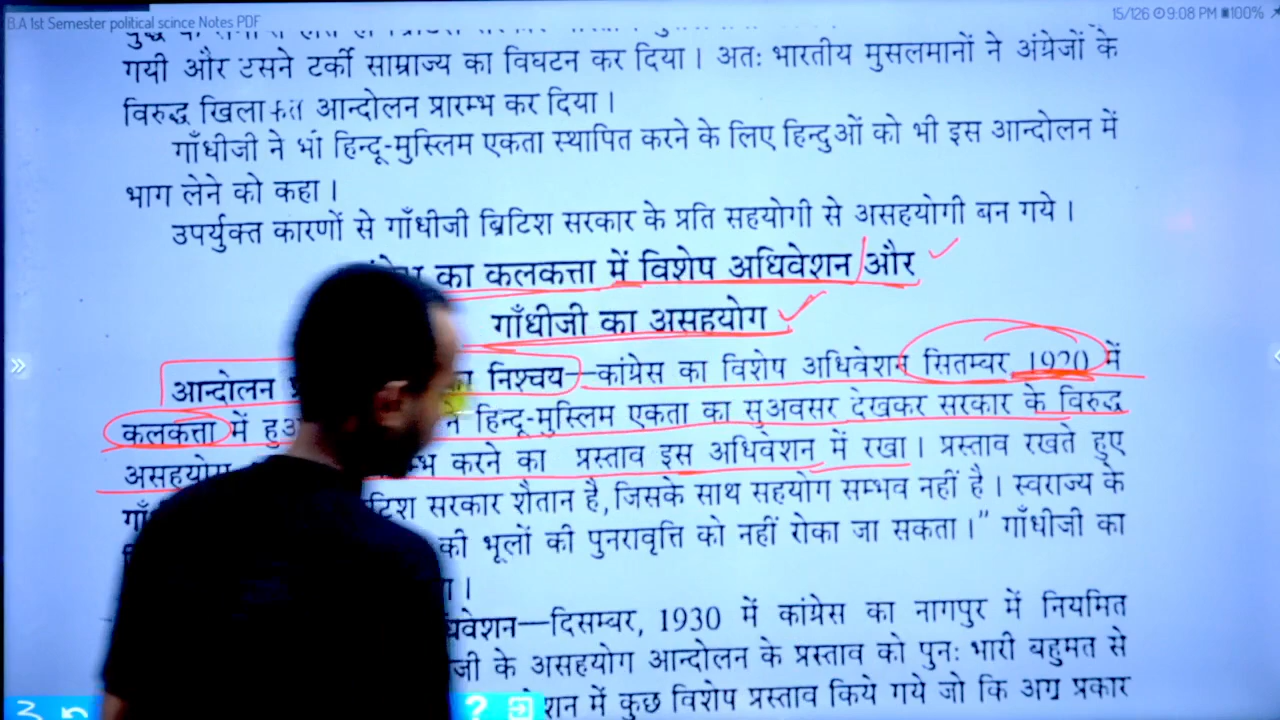 B.A 1st Semester political scince Notes PDF
15/126 9:08 PM 100%
गयी और टसने टर्की साम्राज्य का विघटन कर दिया। अतः भारतीय मुसलमानों ने अंग्रेजों के
विरुद्ध आन्दोलन प्रारम्भ कर दिया।
गाँधीजी ने भी हिन्दू-मुस्लिम एकता स्थापित करने के लिए हिन्दुओं को भी इस आन्दोलन में
भाग लेने को कहा।
उपर्युक्त कारणों से गाँधीजी ब्रिटिश सरकार के प्रति सहयोगी से असहयोगी बन गये।
का कलकत्ता में विशेप अधिवेशन और
गाँधीजी का असहयोग
आन्दोलन निश्चय—कांग्रेस का विशेप अधिवेशन सितम्बर 1920 में
कलकत्ता में हिन्दू-मुस्लिम एकता का सुअवसर देखकर सरकार के विरुद्ध
असहयोग करने का प्रस्ताव इस अधिवेशन में रखा। प्रस्ताव रखते हुए
सरकार शैतान है, जिसके साथ सहयोग सम्भव नहीं है। स्वराज्य के
की भूलों की पुनरावृत्ति को नहीं रोका जा सकता।" गाँधीजी का
—दिसम्बर, 1930 में कांग्रेस का नागपुर में नियमित
के असहयोग आन्दोलन के प्रस्ताव को पुनः भारी बहुमत से
में कुछ विशेप प्रस्ताव किये गये जो कि अग्र प्रकार